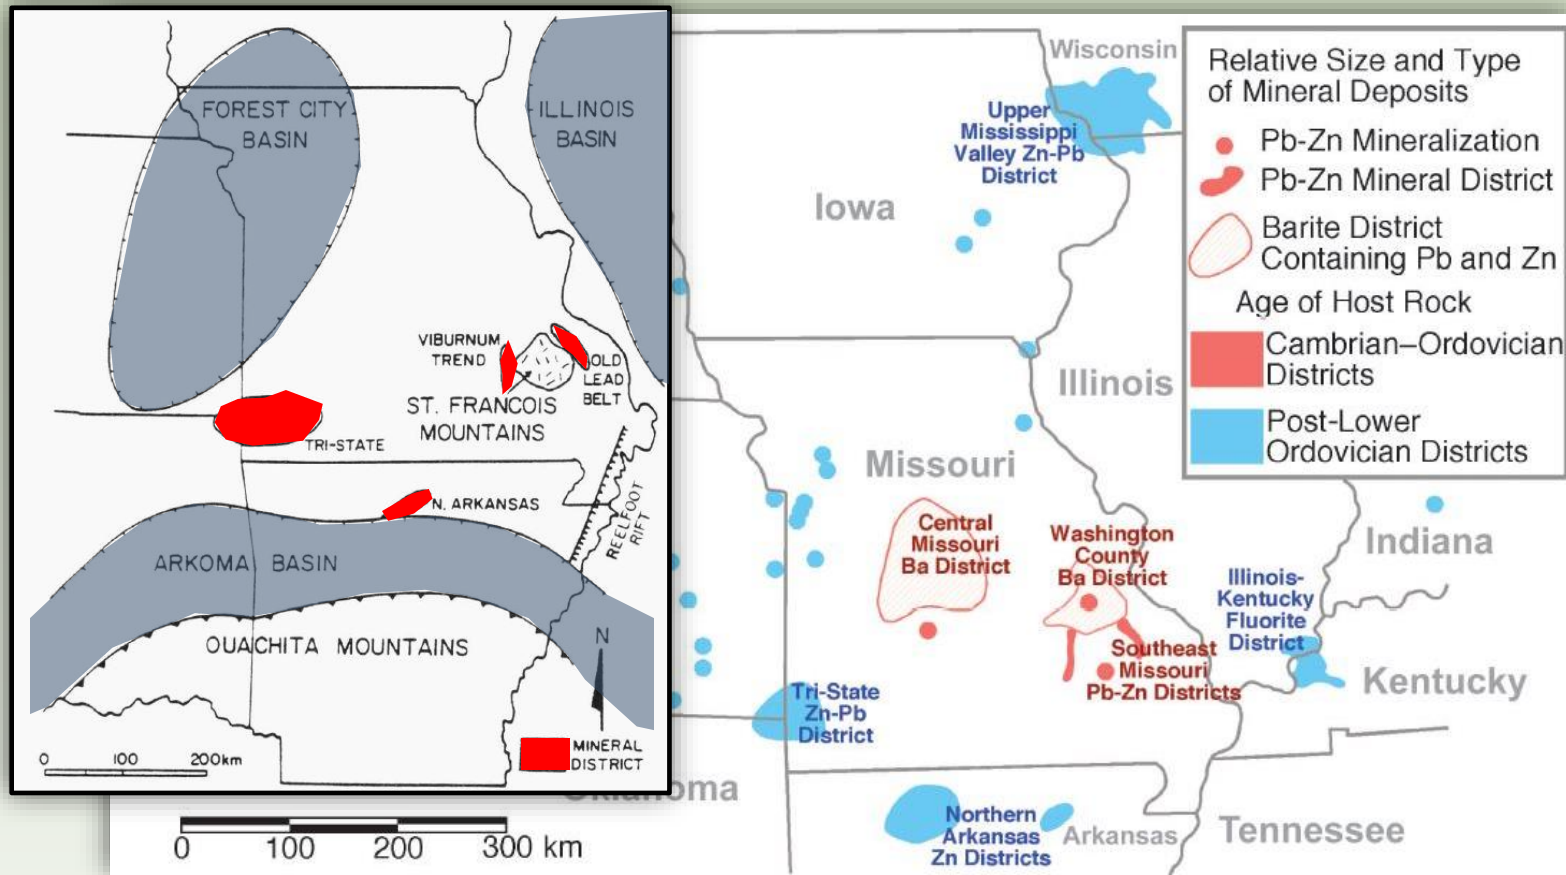 FOREST CITY
BASIN
ILLINOIS
BASIN
VIBURNUM
TREND
OLD
LEAD
BELT
ST. FRANCOIS
MOUNTAINS
TRI-STATE
N. ARKANSAS
REELFOOT
RIFT
ARKOMA BASIN
OUACHITA MOUNTAINS
N
MINERAL
DISTRICT
0 100 200km
Wisconsin
Upper
Mississippi
Valley Zn-Pb
District
Iowa
Illinois
Missouri
Central
Missouri
Ba District
Washington
County
Ba District
Southeast
Missouri
Pb-Zn Districts
Illinois-
Kentucky
Fluorite
District
Indiana
Kentucky
Tri-State
Zn-Pb
District
Oklahoma
Northern
Arkansas
Zn Districts
Arkansas
Tennessee
0 100 200 300 km
Relative Size and Type
of Mineral Deposits
Pb-Zn Mineralization
Pb-Zn Mineral District
Barite District
Containing Pb and Zn
Age of Host Rock
Cambrian–Ordovician
Districts
Post-Lower
Ordovician Districts